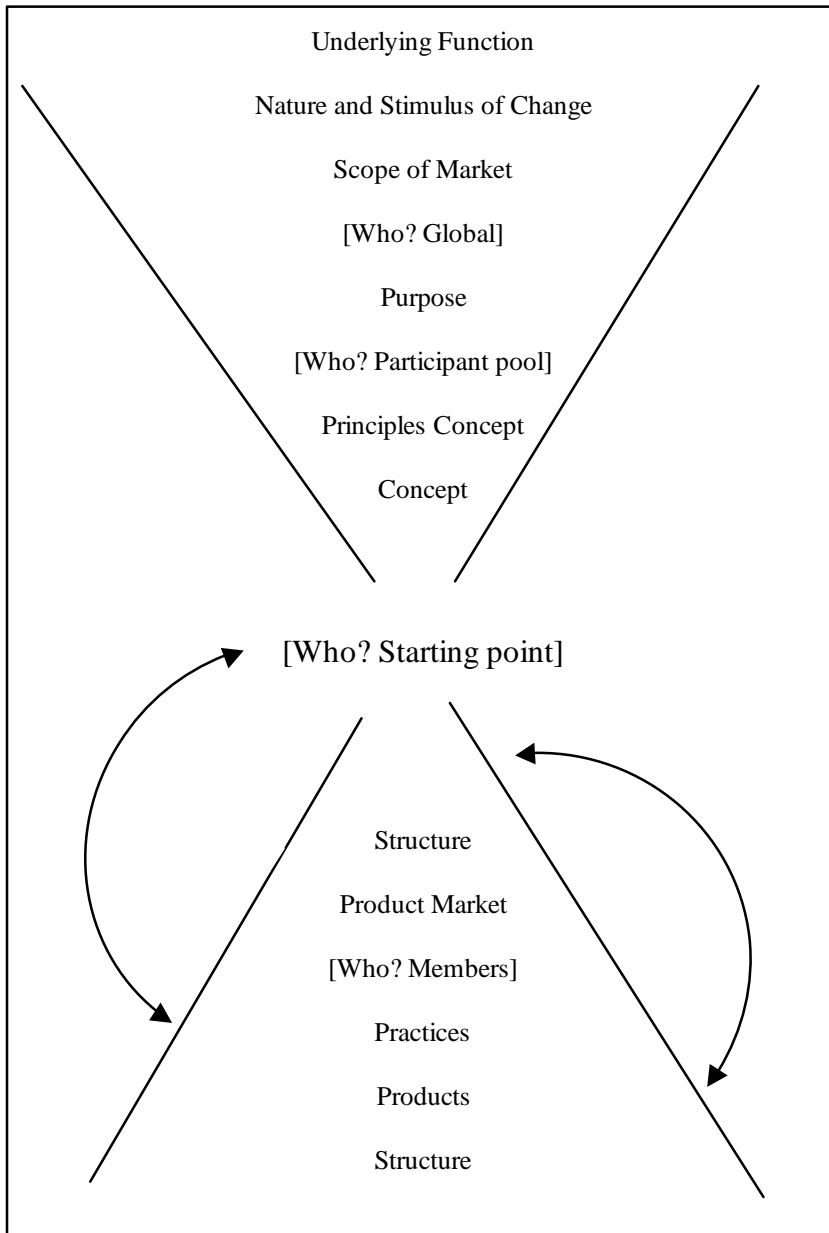 Underlying Function
Nature and Stimulus of Change
Scope of Market
[Who? Global]
Purpose
[Who? Participant pool]
Principles Concept
Concept
[Who? Starting point]
Structure
Product Market
[Who? Members]
Practices
Products
Structure